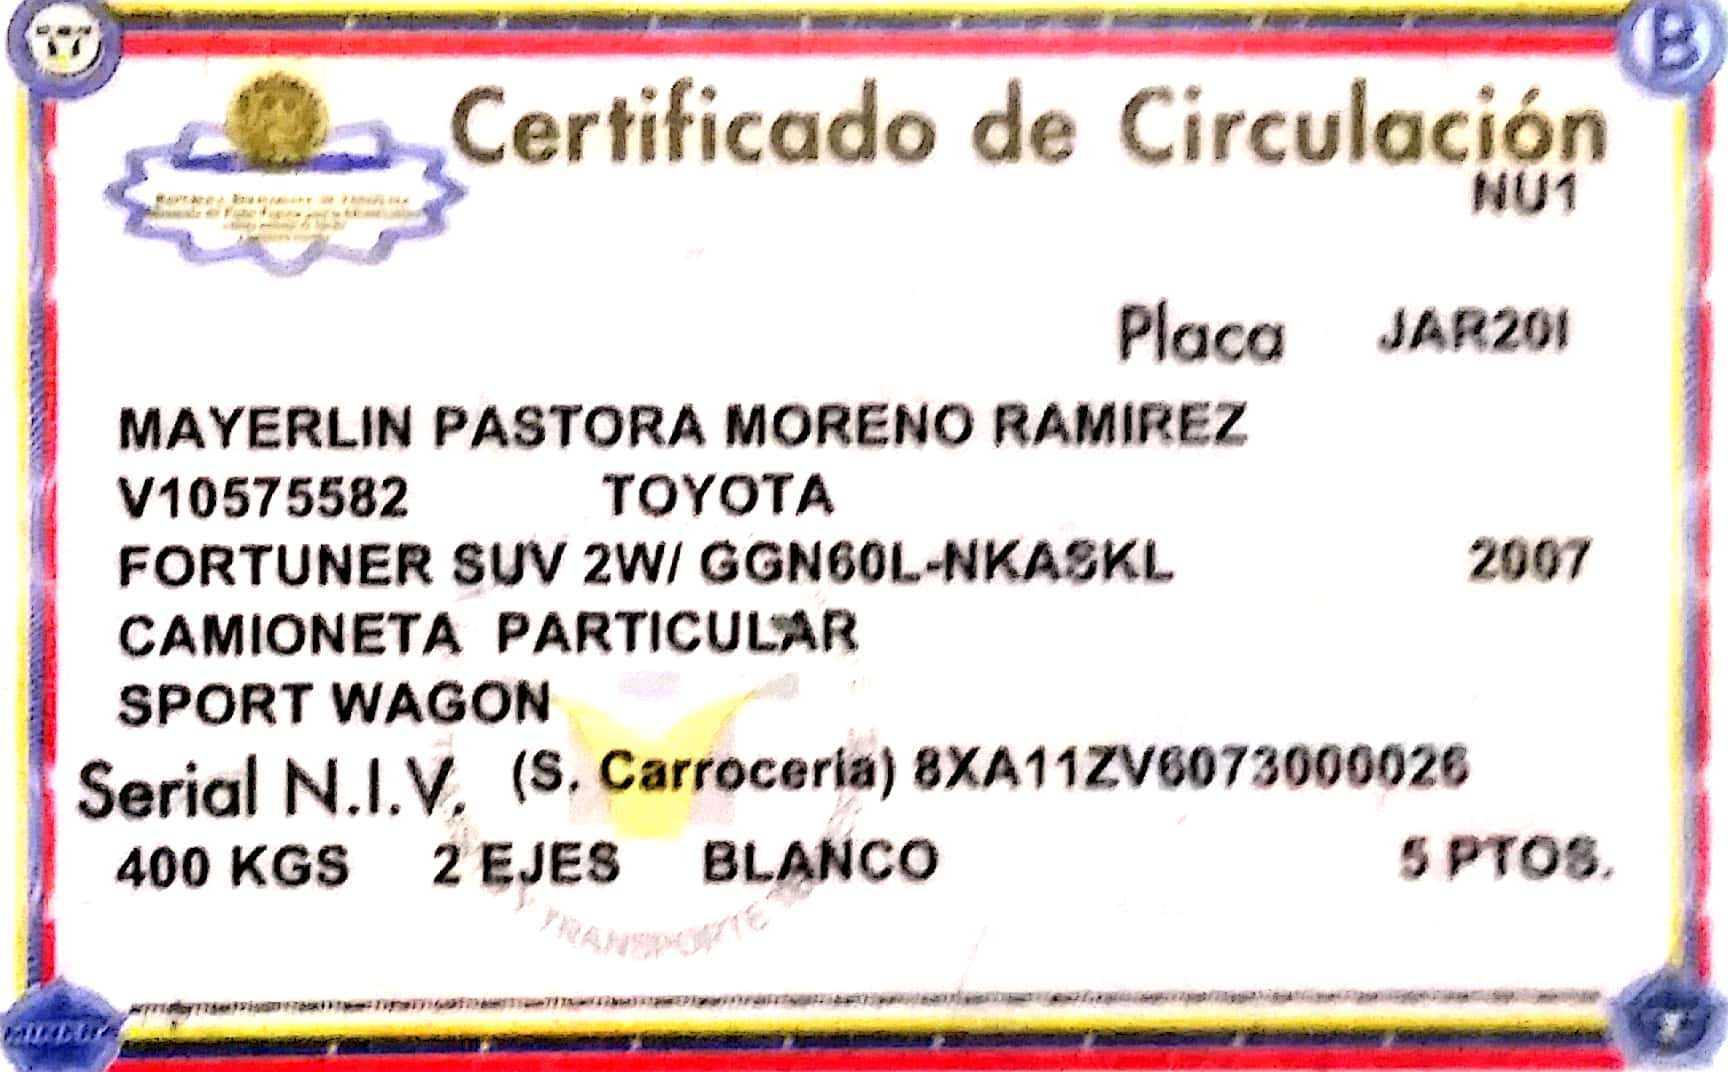 Certificado de Circulación
NU1
Placa JAR20I
MAYERLIN PASTORA MORENO RAMIREZ
V10575582 TOYOTA
FORTUNER SUV 2W/ GGN60L-NKASKL 2007
CAMIONETA PARTICULAR
SPORT WAGON
Serial N.I.V. (S. Carrocería) 8XA11ZV6073000026
400 KGS 2 EJES BLANCO 5 PTOS.
Y TRANSPORTE